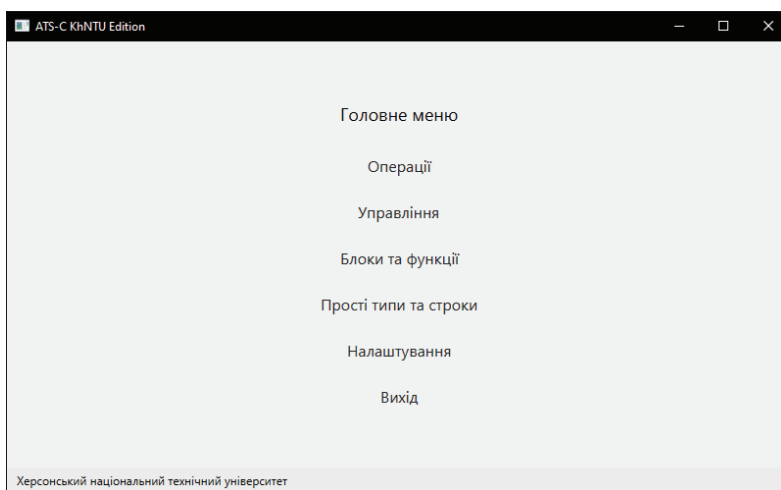 ATS-C KhNTU Edition
Головне меню
Операції
Управління
Блоки та функції
Прості типи та строки
Налаштування
Вихід
Херсонський національний технічний університет